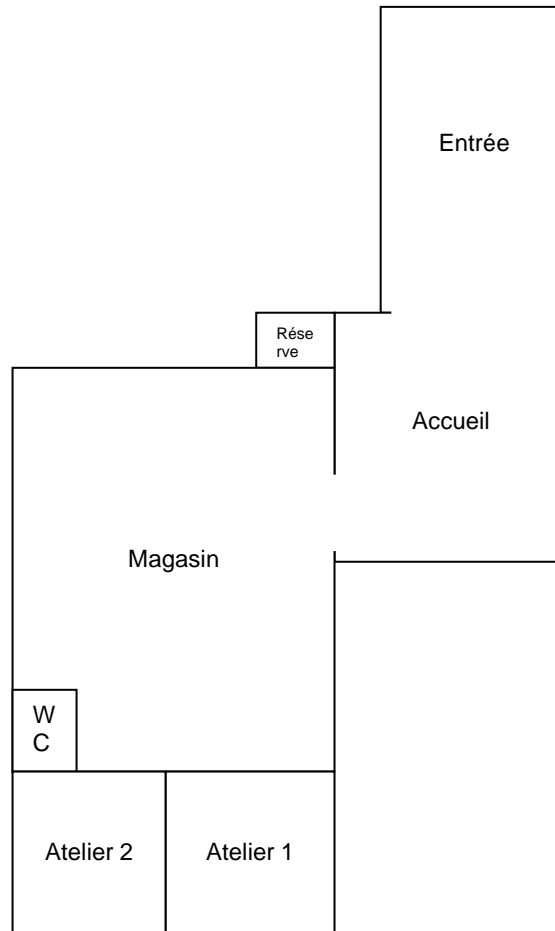 Entrée
Rése
rve
Accueil
Magasin
W
C
Atelier 2
Atelier 1